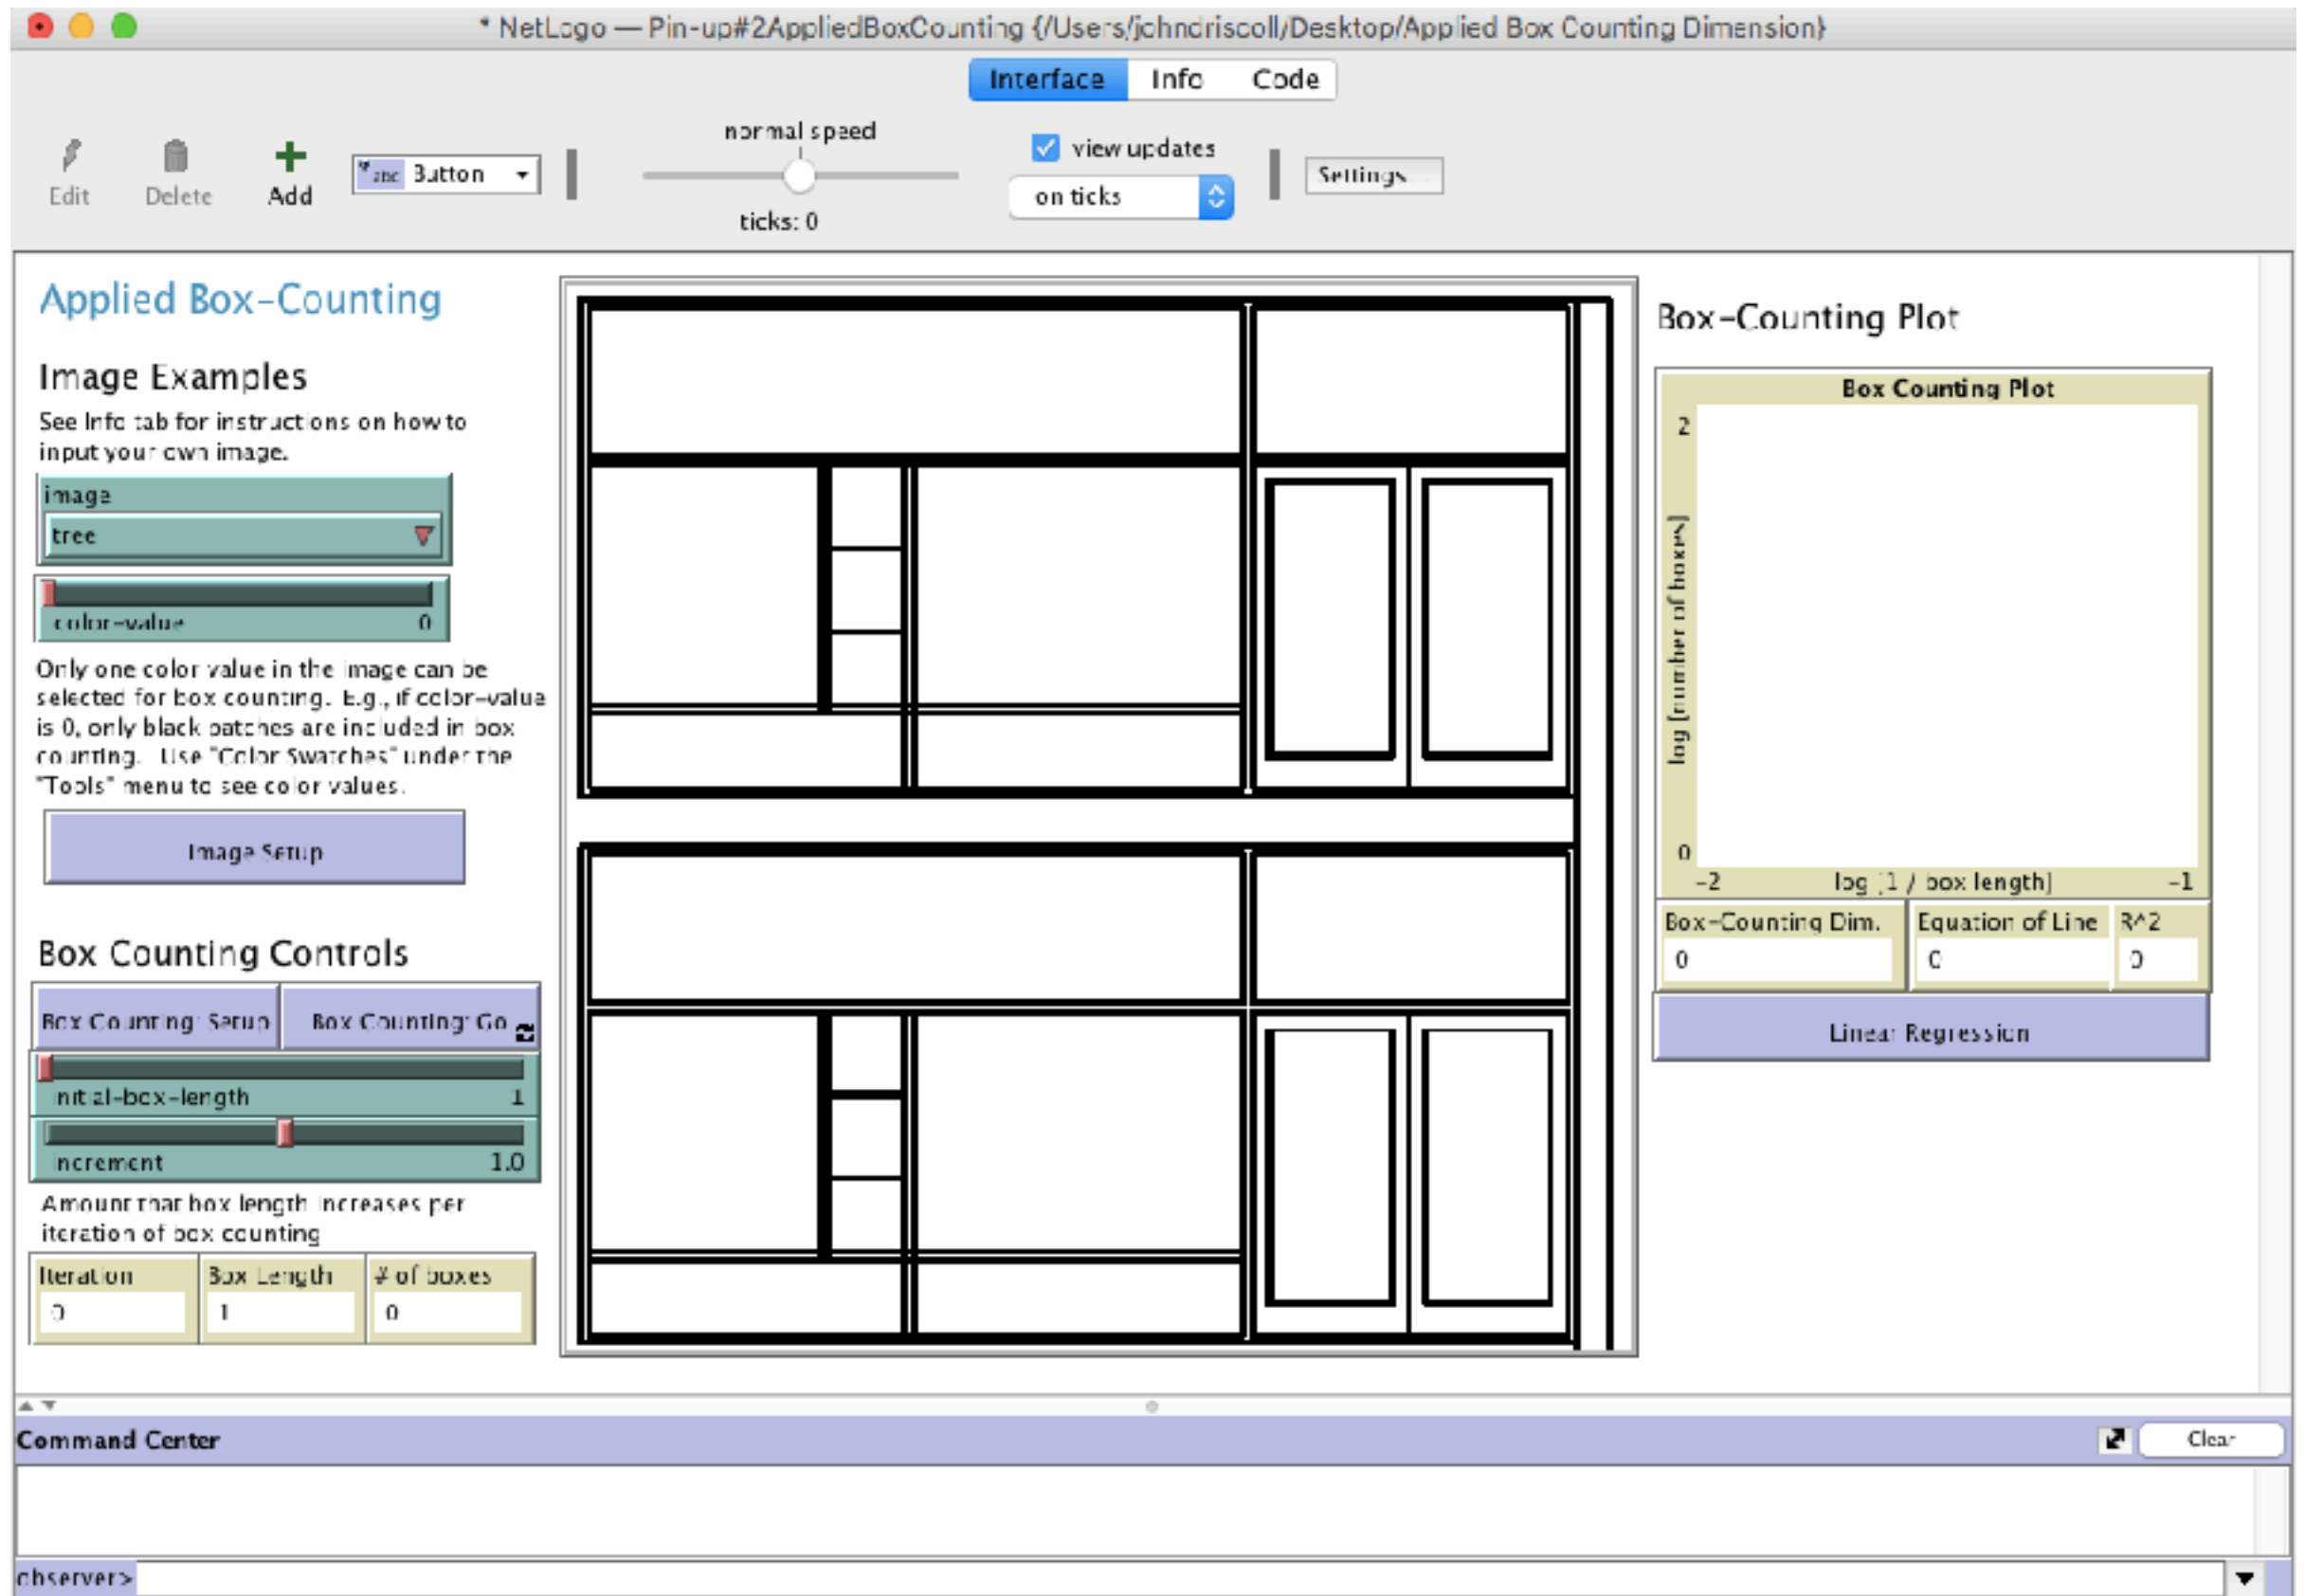 * NetLogo — Pin-up#2AppliedBoxCounting {/Users/johndriscoll/Desktop/Applied Box Counting Dimension}
Interface Info Code
normal speed
view updates
Edit Delete Add abc Button on ticks Settings...
ticks: 0
Applied Box-Counting
Image Examples
See Info tab for instructions on how to
input your own image.
image
tree
color-value 0
Only one color value in the image can be
selected for box counting. E.g., if color-value
is 0, only black patches are included in box
counting. Use "Color Swatches" under the
"Tools" menu to see color values.
Image Setup
Box Counting Controls
Box Counting: Setup Box Counting: Go
initial-box-length 1
increment 1.0
Amount that box length increases per
iteration of box counting
Iteration Box Length # of boxes
0 1 0
Box-Counting Plot
Box Counting Plot
2
log [number of boxes]
0
-2 log [1 / box length] -1
Box-Counting Dim. Equation of Line R^2
0 0 0
Linear Regression
Command Center Clear
observer>